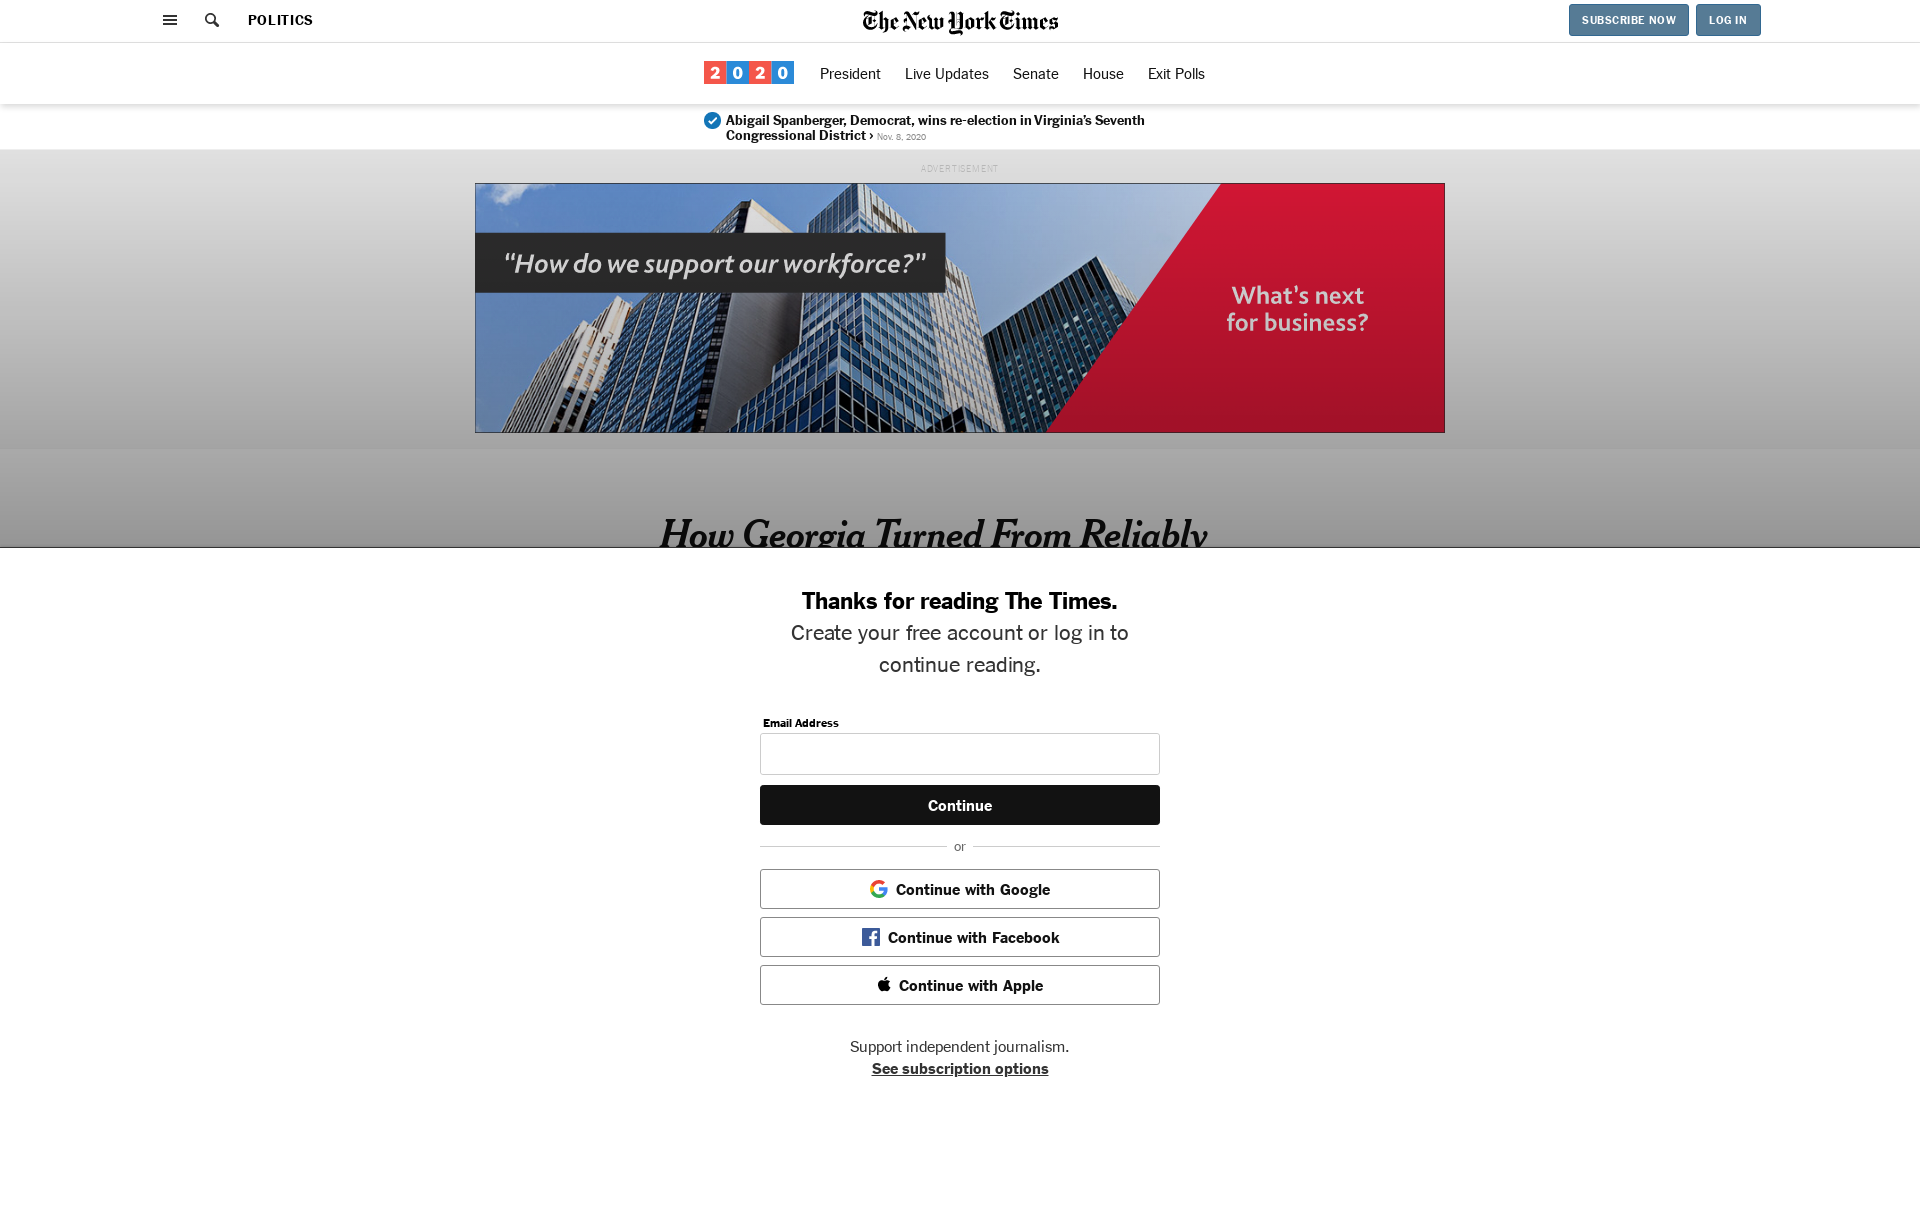 POLITICS
The New York Times
SUBSCRIBE NOW
LOG IN
2020
President
Live Updates
Senate
House
Exit Polls
Abigail Spanberger, Democrat, wins re-election in Virginia's Seventh
Congressional District › Nov. 8, 2020
ADVERTISEMENT
“How do we support our workforce?”
What's next
for business?
How Georgia Turned From Reliably
Thanks for reading The Times.
Create your free account or log in to
continue reading.
Email Address
Continue
or
Continue with Google
Continue with Facebook
Continue with Apple
Support independent journalism.
See subscription options